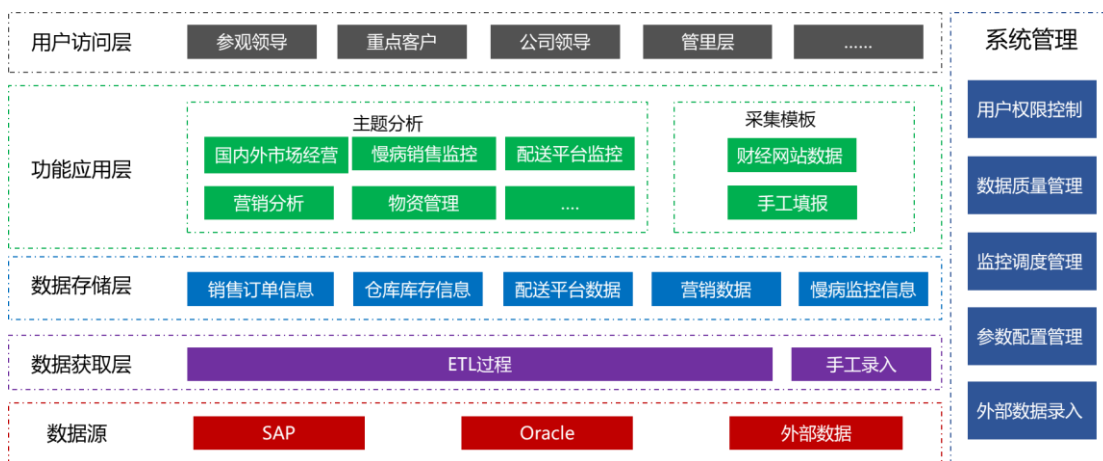 用户访问层
参观领导
重点客户
公司领导
管里层
……
功能应用层
主题分析
国内外市场经营
慢病销售监控
配送平台监控
营销分析
物资管理
....
采集模板
财经网站数据
手工填报
数据存储层
销售订单信息
仓库库存信息
配送平台数据
营销数据
慢病监控信息
数据获取层
ETL过程
手工录入
数据源
SAP
Oracle
外部数据
系统管理
用户权限控制
数据质量管理
监控调度管理
参数配置管理
外部数据录入